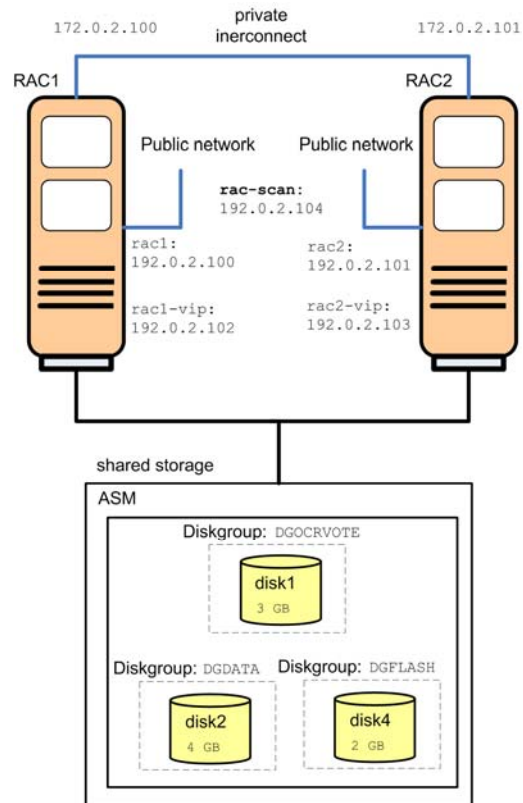 private
inerconnect
172.0.2.100
172.0.2.101
RAC1
RAC2
Public network
Public network
rac-scan:
192.0.2.104
rac1:
192.0.2.100
rac2:
192.0.2.101
rac1-vip:
192.0.2.102
rac2-vip:
192.0.2.103
shared storage
ASM
Diskgroup: DGOCRVOTE
disk1
3 GB
Diskgroup: DGDATA
Diskgroup: DGFLASH
disk2
4 GB
disk4
2 GB